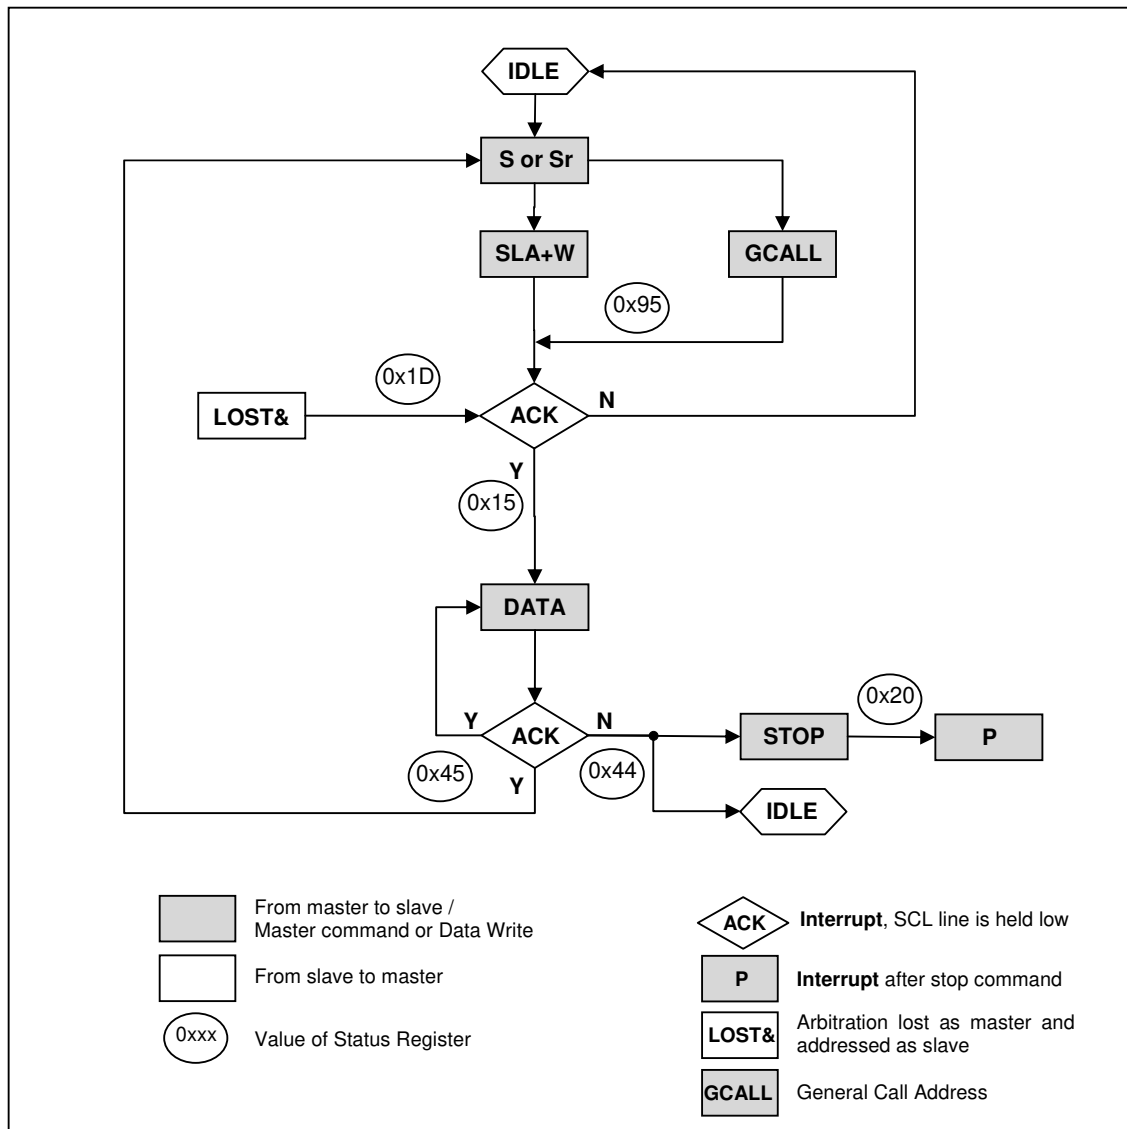 IDLE
S or Sr
SLA+W
GCALL
0x95
0x1D
LOST&
ACK
N
Y
0x15
DATA
Y
ACK
N
0x20
STOP
P
0x45
Y
0x44
IDLE
From master to slave /
Master command or Data Write
From slave to master
0xxx
Value of Status Register
ACK
Interrupt, SCL line is held low
P
Interrupt after stop command
LOST&
Arbitration lost as master and
addressed as slave
GCALL
General Call Address